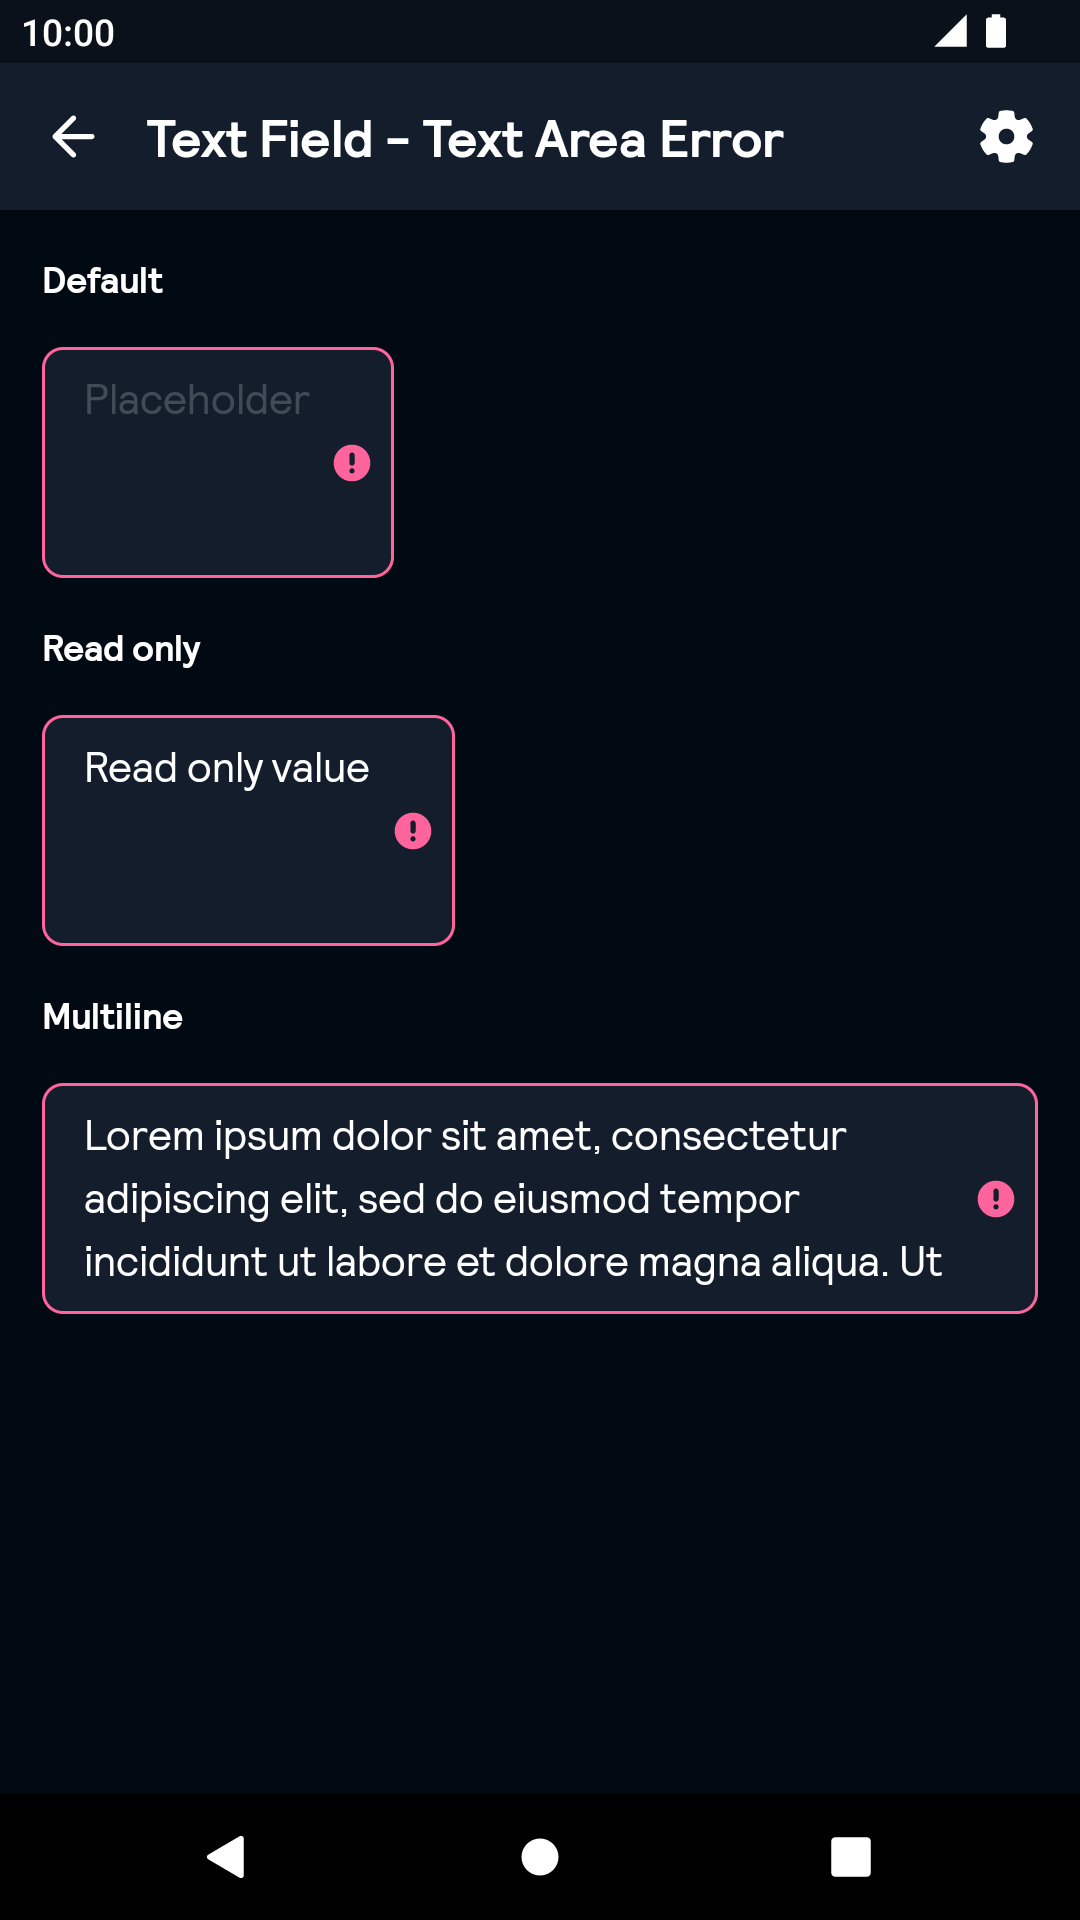 10:00
Text Field - Text Area Error
Default
Placeholder
Read only
Read only value
Multiline
Lorem ipsum dolor sit amet, consectetur
adipiscing elit, sed do eiusmod tempor
incididunt ut labore et dolore magna aliqua. Ut